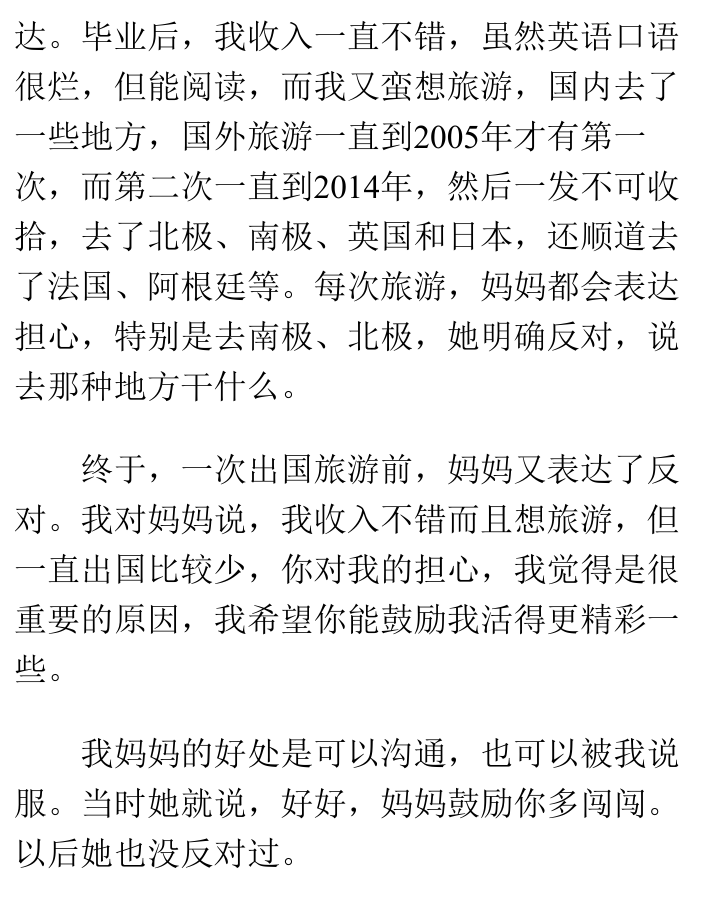 达。毕业后，我收入一直不错，虽然英语口语
很烂，但能阅读，而我又蛮想旅游，国内去了
一些地方，国外旅游一直到2005年才有第一
次，而第二次一直到2014年，然后一发不可收
拾，去了北极、南极、英国和日本，还顺道去
了法国、阿根廷等。每次旅游，妈妈都会表达
担心，特别是去南极、北极，她明确反对，说
去那种地方干什么。
终于，一次出国旅游前，妈妈又表达了反
对。我对妈妈说，我收入不错而且想旅游，但
一直出国比较少，你对我的担心，我觉得是很
重要的原因，我希望你能鼓励我活得更精彩一
些。
我妈妈的好处是可以沟通，也可以被我说
服。当时她就说，好好，妈妈鼓励你多闯闯。
以后她也没反对过。